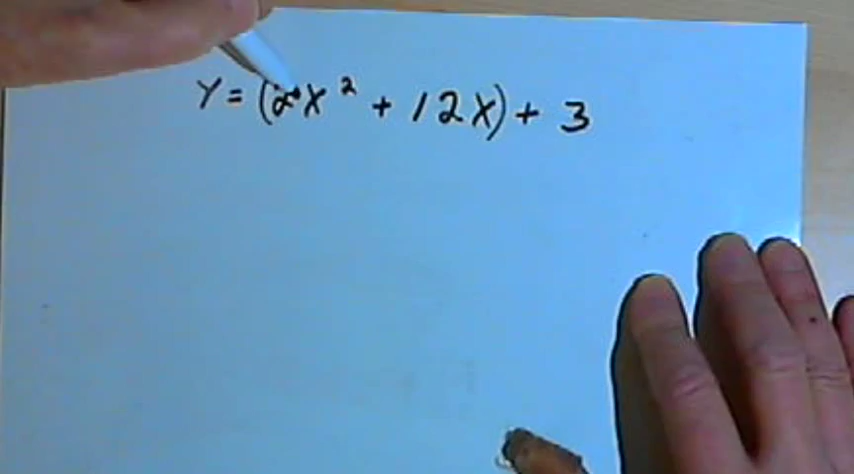 Y = (2x² + 12x) + 3